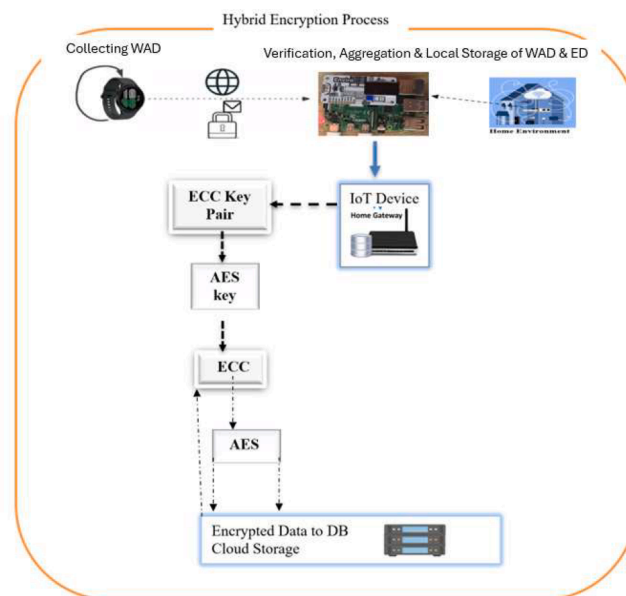 Hybrid Encryption Process
Collecting WAD
Verification, Aggregation & Local Storage of WAD & ED
Home Environment
ECC Key
Pair
IoT Device
Home Gateway
AES
key
ECC
AES
Encrypted Data to DB
Cloud Storage